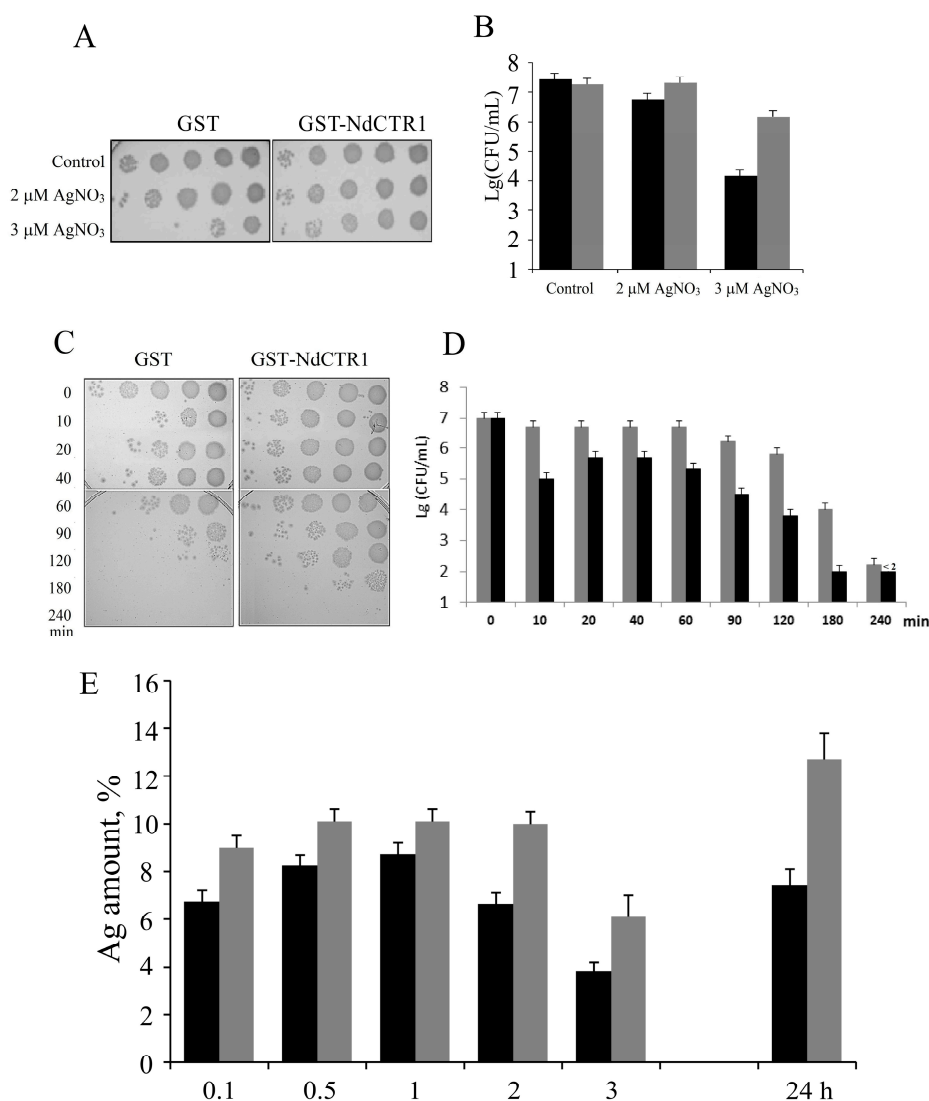 A
GST
GST-NdCTR1
Control
2 μM AgNO₃
3 μM AgNO₃
B
8
7
6
5
4
3
2
1
Lg(CFU/mL)
Control
2 μM AgNO₃
3 μM AgNO₃
C
GST
GST-NdCTR1
0
10
20
40
60
90
120
180
240
min
D
8
7
6
5
4
3
2
1
Lg (CFU/mL)
< 2
0 10 20 40 60 90 120 180 240 min
E
16
14
12
10
8
6
4
2
0
Ag amount, %
0.1 0.5 1 2 3 24 h